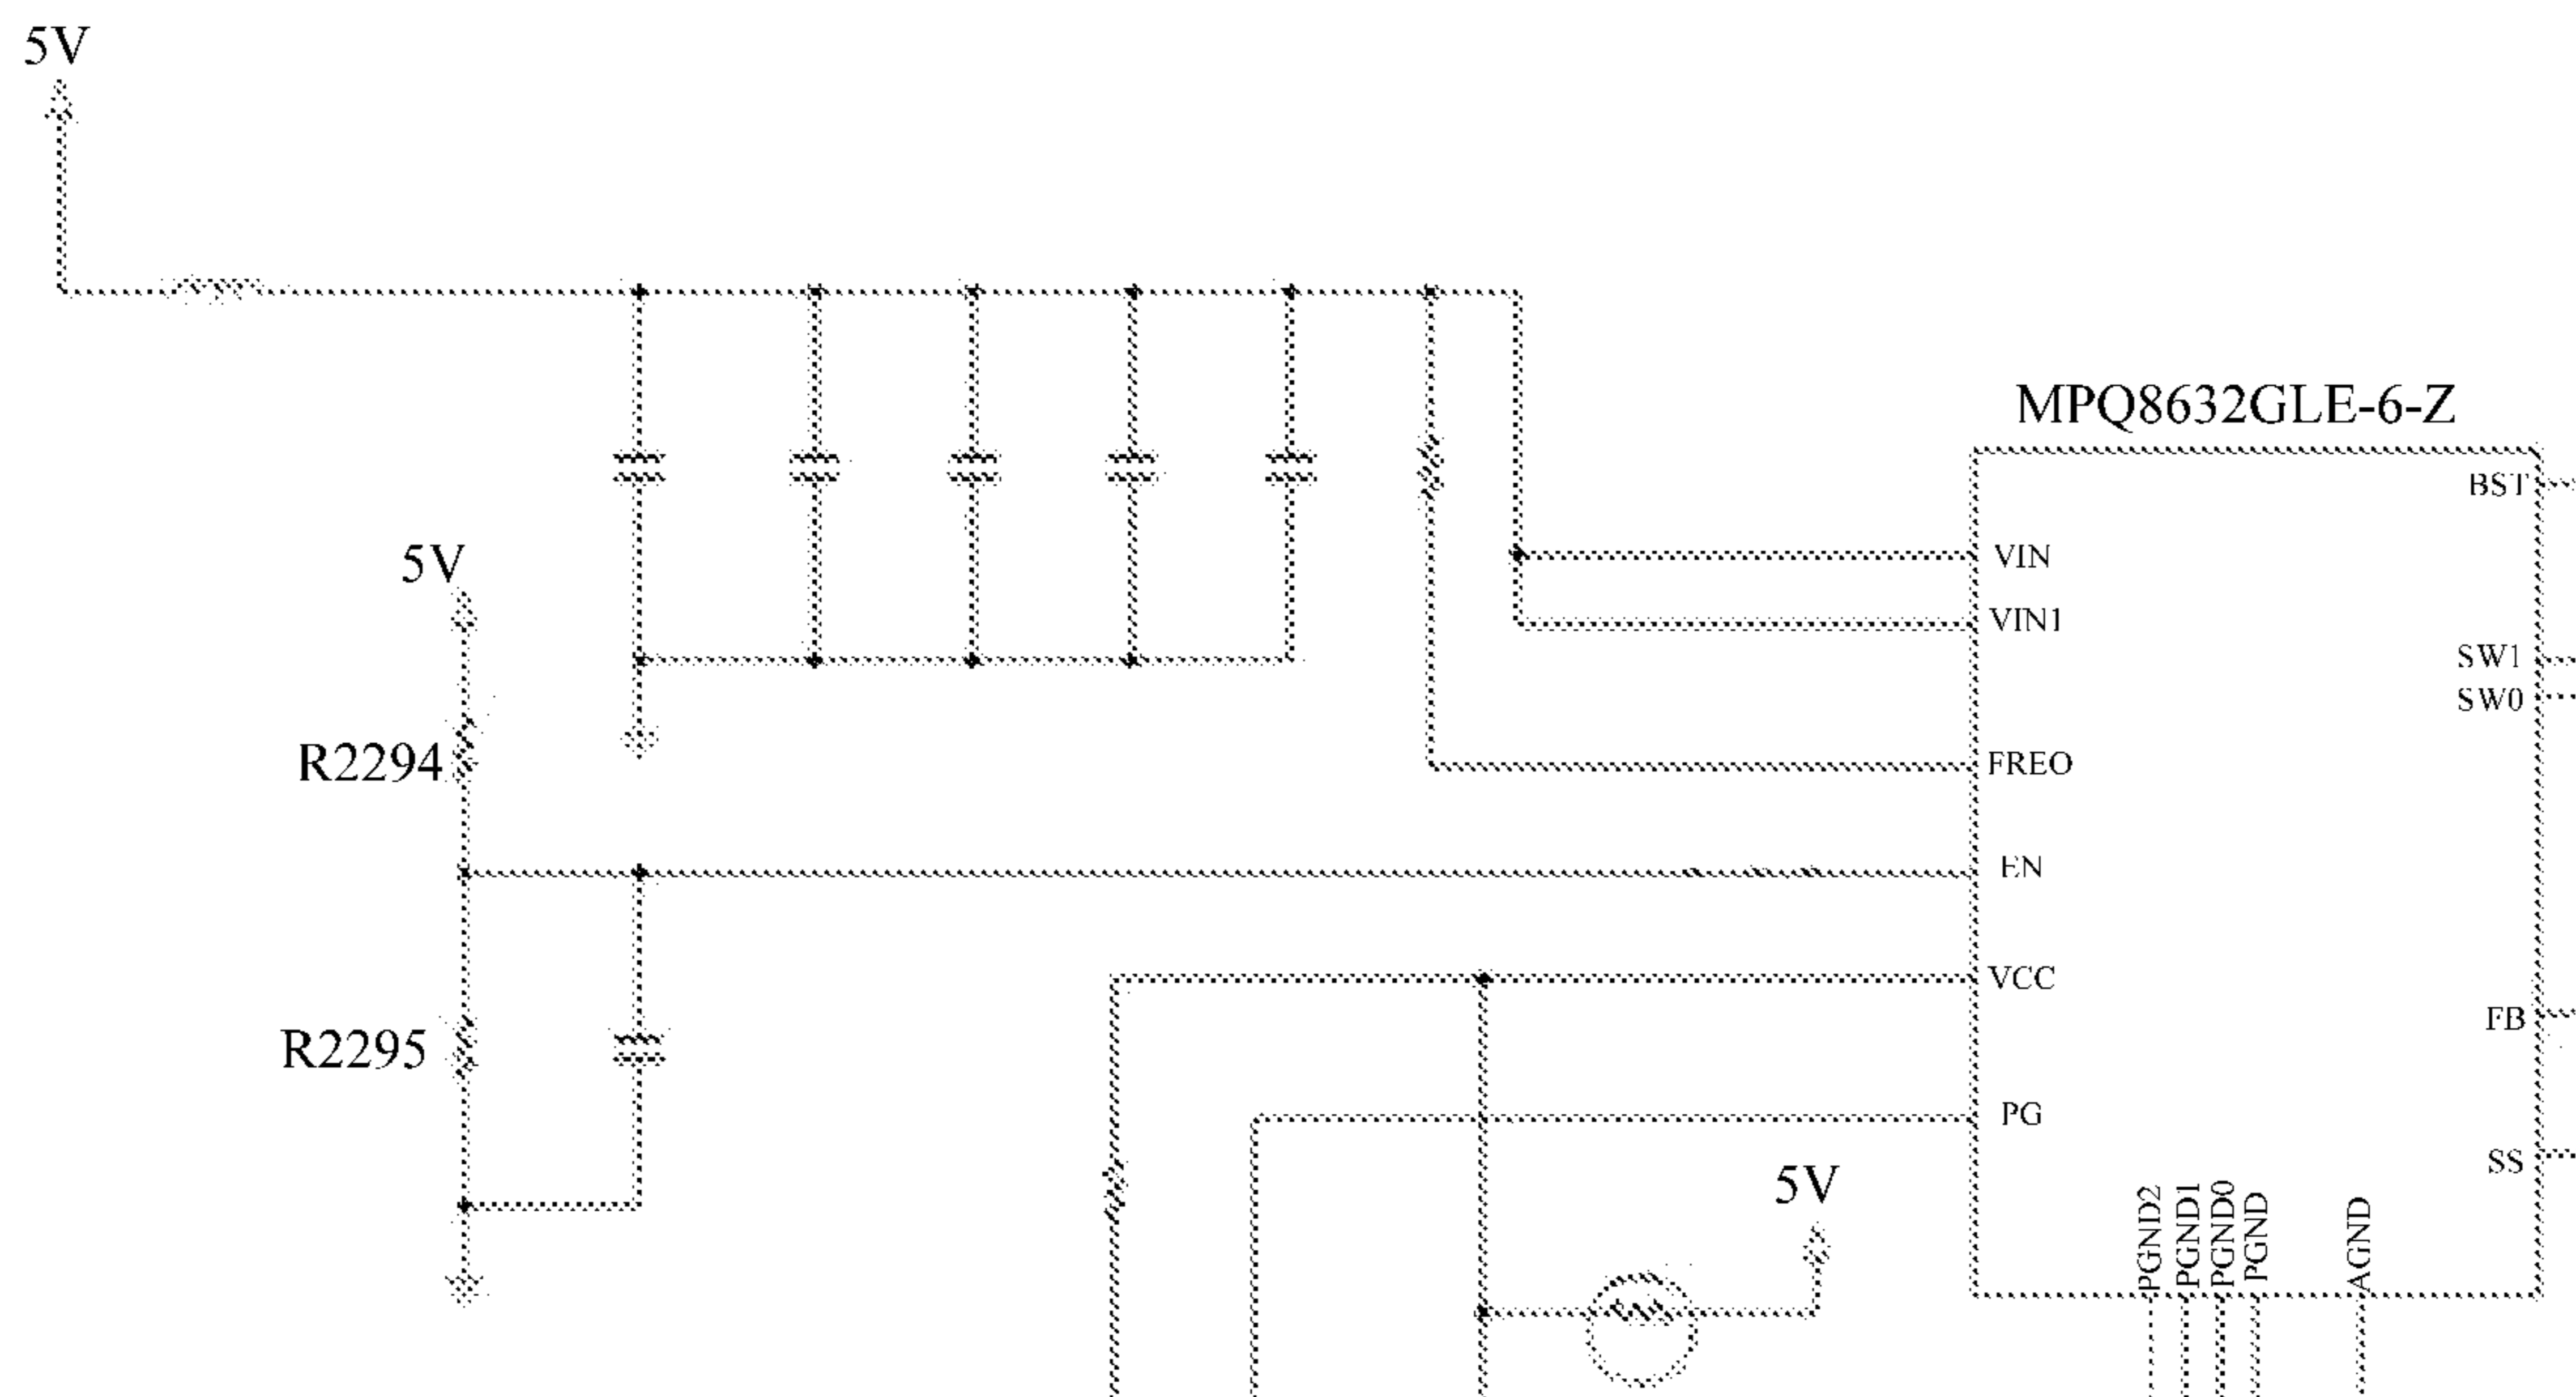 5V
MPQ8632GLE-6-Z
BST
5V
VIN
VIN1
SW1
SW0
R2294
FREO
EN
VCC
FB
R2295
PG
SS
5V
PGND2
PGND1
PGND0
PGND
AGND